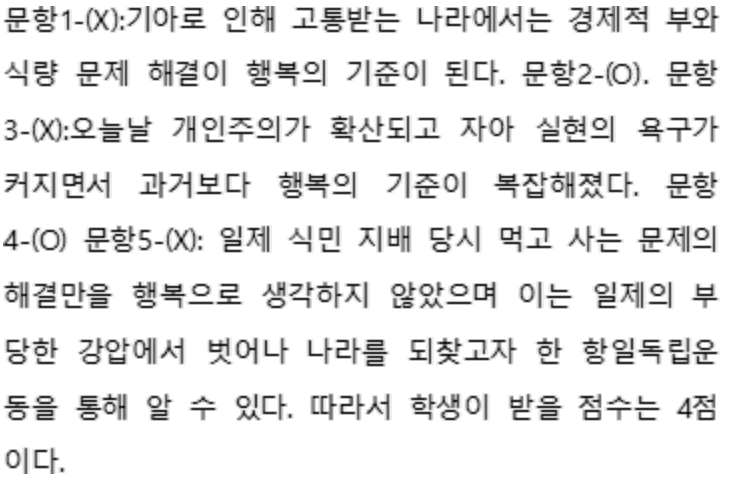 문항1-(X):기아로 인해 고통받는 나라에서는 경제적 부와
식량 문제 해결이 행복의 기준이 된다. 문항2-(O). 문항
3-(X):오늘날 개인주의가 확산되고 자아 실현의 욕구가
커지면서 과거보다 행복의 기준이 복잡해졌다. 문항
4-(O) 문항5-(X): 일제 식민 지배 당시 먹고 사는 문제의
해결만을 행복으로 생각하지 않았으며 이는 일제의 부
당한 강압에서 벗어나 나라를 되찾고자 한 항일독립운
동을 통해 알 수 있다. 따라서 학생이 받을 점수는 4점
이다.